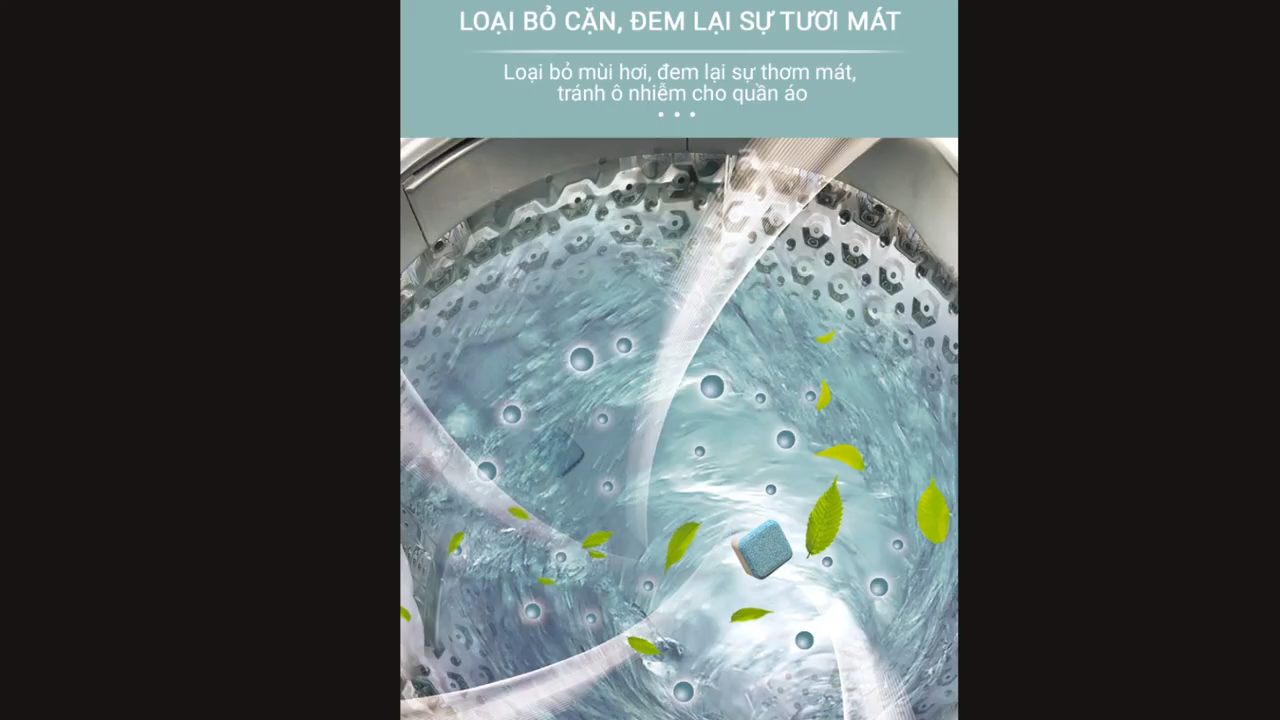 LOẠI BỎ CẶN, ĐEM LẠI SỰ TƯƠI MÁT
Loại bỏ mùi hơi, đem lại sự thơm mát,
tránh ô nhiễm cho quần áo